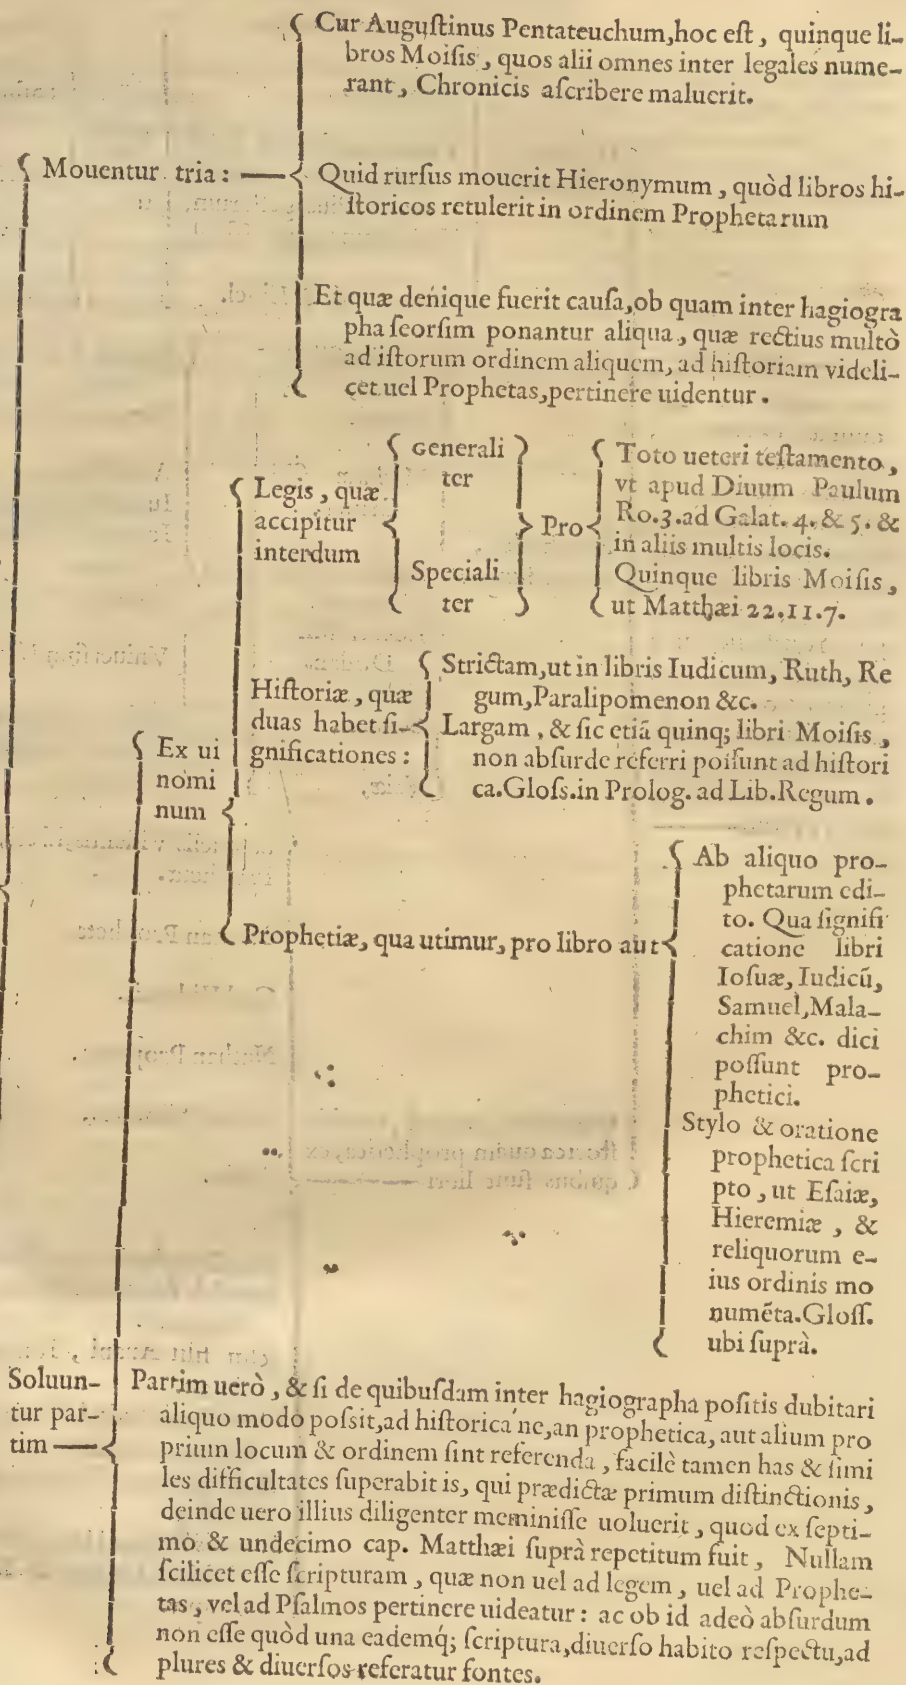 Cur Auguſtinus Pentateuchum,hoc eſt, quinque li-
bros Moiſis, quos alii omnes inter legales nume-
rant, Chronicis aſcribere maluerit.
Mouentur tria:
Quid rurſus mouerit Hieronymum, quòd libros hi-
ſtoricos retulerit in ordinem Prophetarum
Et quæ denique fuerit cauſa,ob quam inter hagiogra
pha ſeorſim ponantur aliqua, quæ rectius multò
ad iſtorum ordinem aliquem, ad hiſtoriam videli-
cet uel Prophetas,pertinere uidentur.
Legis, quæ
accipitur
interdum
Generali
ter
Speciali
ter
Pro
Toto ueteri teſtamento,
vt apud Diuum Paulum
Ro.3.ad Galat. 4. & 5. &
in aliis multis locis.
Quinque libris Moiſis,
ut Matthæi 22.11.7.
Hiſtoriæ, quæ
duas habet ſi-
gnificationes:
Strictam,ut in libris Iudicum, Ruth, Re
gum,Paralipomenon &c.
Largam, & ſic etiā quinq; libri Moiſis,
non abſurde referri poſſunt ad hiſtori
ca.Gloſſ.in Prolog. ad Lib.Regum.
Ex ui
nomi
num
Prophetiæ, qua utimur, pro libro aut
Ab aliquo pro-
phetarum edi-
to. Qua ſignifi
catione libri
Ioſuæ, Iudicū,
Samuel,Mala-
chim &c. dici
poſſunt pro-
phetici.
Stylo & oratione
prophetica ſcri
pto, ut Eſaiæ,
Hieremiæ, &
reliquorum e-
ius ordinis mo
numēta.Gloſſ.
ubi ſuprà.
Soluun-
tur par-
tim
Partim uerò, & ſi de quibuſdam inter hagiographa poſitis dubitari
aliquo modo poſsit,ad hiſtorica ne,an prophetica, aut alium pro
prium locum & ordinem ſint referenda, facilè tamen has & ſimi
les difficultates ſuperabit is, qui prædictæ primum diſtinctionis,
deinde uero illius diligenter meminiſſe uoluerit, quod ex ſepti-
mo & undecimo cap. Matthæi ſuprà repetitum fuit, Nullam
ſcilicet eſſe ſcripturam, quæ non uel ad legem, uel ad Prophe-
tas, vel ad Pſalmos pertinere uideatur: ac ob id adeò abſurdum
non eſſe quòd una eademq́; ſcriptura,diuerſo habito reſpectu,ad
plures & diuerſos referatur fontes.